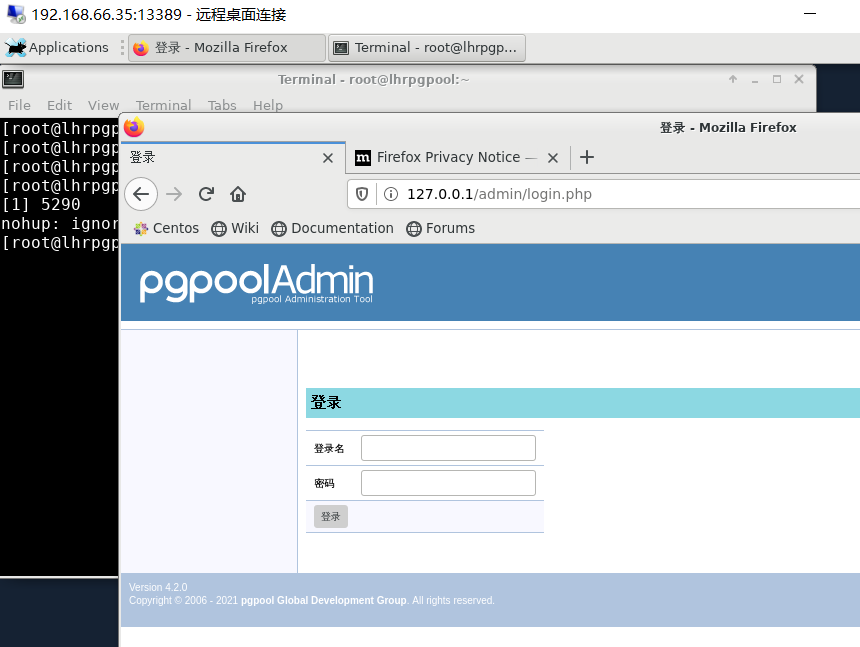 192.168.66.35:13389 - 远程桌面连接
Applications 登录 - Mozilla Firefox Terminal - root@lhrpgp...
Terminal - root@lhrpgpool:~
File Edit View Terminal Tabs Help
[root@lhrpgp
[root@lhrpgp
[root@lhrpgp
[root@lhrpgp
[1] 5290
nohup: ignor
[root@lhrpgp
登录 - Mozilla Firefox
登录 Firefox Privacy Notice —
127.0.0.1/admin/login.php
Centos Wiki Documentation Forums
pgpoolAdmin
pgpool Administration Tool
登录
登录名
密码
登录
Version 4.2.0
Copyright © 2006 - 2021 pgpool Global Development Group. All rights reserved.